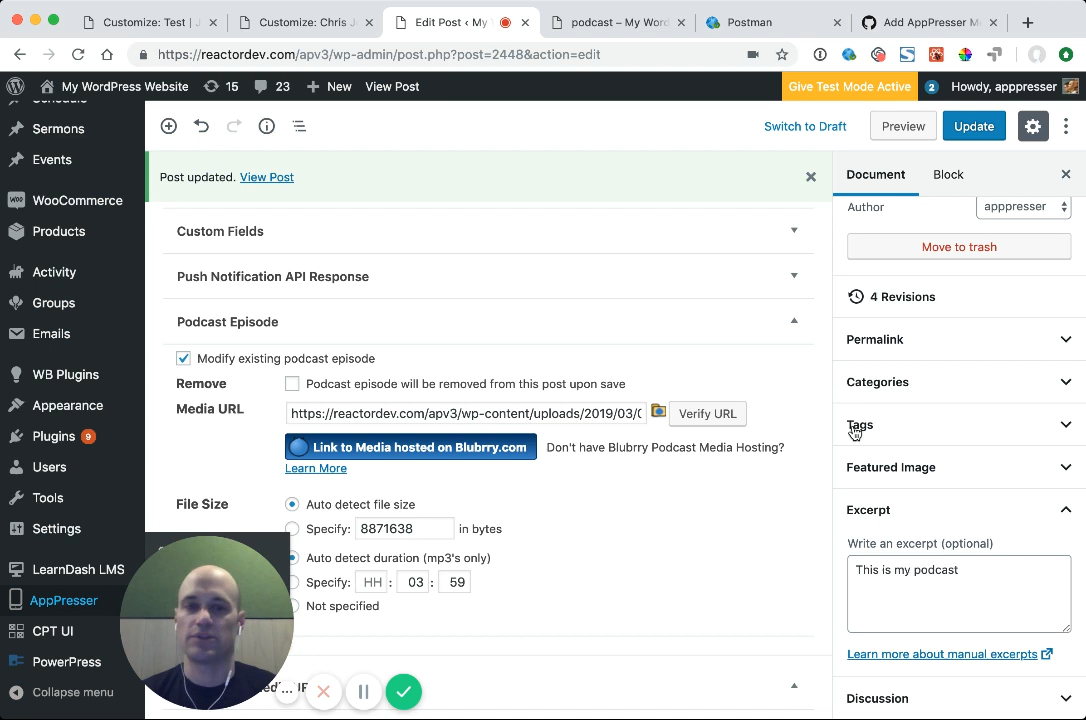 Customize: Test | J
Customize: Chris J
Edit Post ‹ My
podcast – My Wor
Postman
Add AppPresser M
https://reactordev.com/apv3/wp-admin/post.php?post=2448&action=edit
My WordPress Website
15
23
New
View Post
Give Test Mode Active
2
Howdy, apppresser
Schedule
Sermons
Events
WooCommerce
Products
Activity
Groups
Emails
WB Plugins
Appearance
Plugins 9
Users
Tools
Settings
LearnDash LMS
AppPresser
CPT UI
PowerPress
Collapse menu
Switch to Draft
Preview
Update
Post updated. View Post
Custom Fields
Push Notification API Response
Podcast Episode
Modify existing podcast episode
Remove
Podcast episode will be removed from this post upon save
Media URL
https://reactordev.com/apv3/wp-content/uploads/2019/03/0
Verify URL
Link to Media hosted on Blubrry.com
Don't have Blubrry Podcast Media Hosting?
Learn More
File Size
Auto detect file size
Specify: 8871638 in bytes
Auto detect duration (mp3's only)
Specify: HH : 03 : 59
Not specified
Document
Block
Author
apppresser
Move to trash
4 Revisions
Permalink
Categories
Tags
Featured Image
Excerpt
Write an excerpt (optional)
This is my podcast
Learn more about manual excerpts
Discussion